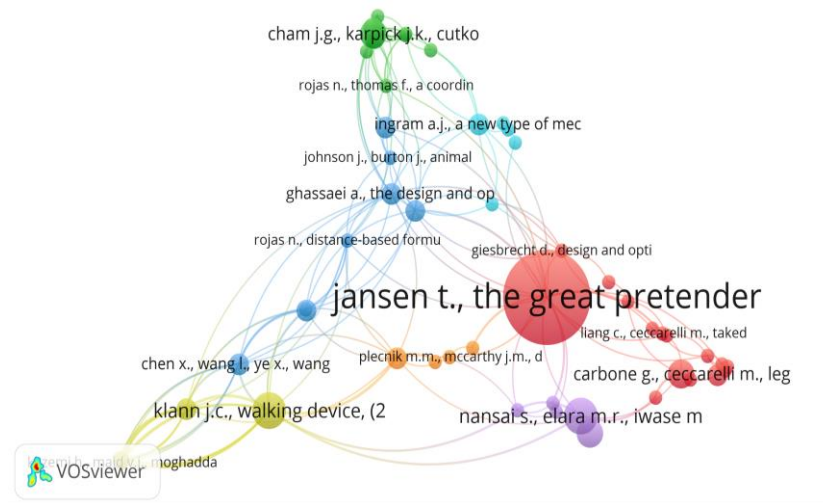 cham j.g., karpick j.k., cutko
rojas n., thomas f., a coordin
ingram a.j., a new type of mec
johnson j., burton j., animal
ghassaei a., the design and op
rojas n., distance-based formu
giesbrecht d., design and opti
jansen t., the great pretender
liang c., ceccarelli m., taked
chen x., wang l., ye x., wang
plecnik m.m., mccarthy j.m., d
carbone g., ceccarelli m., leg
klann j.c., walking device, (2
nansai s., elara m.r., iwase m
moghadda
VOSviewer